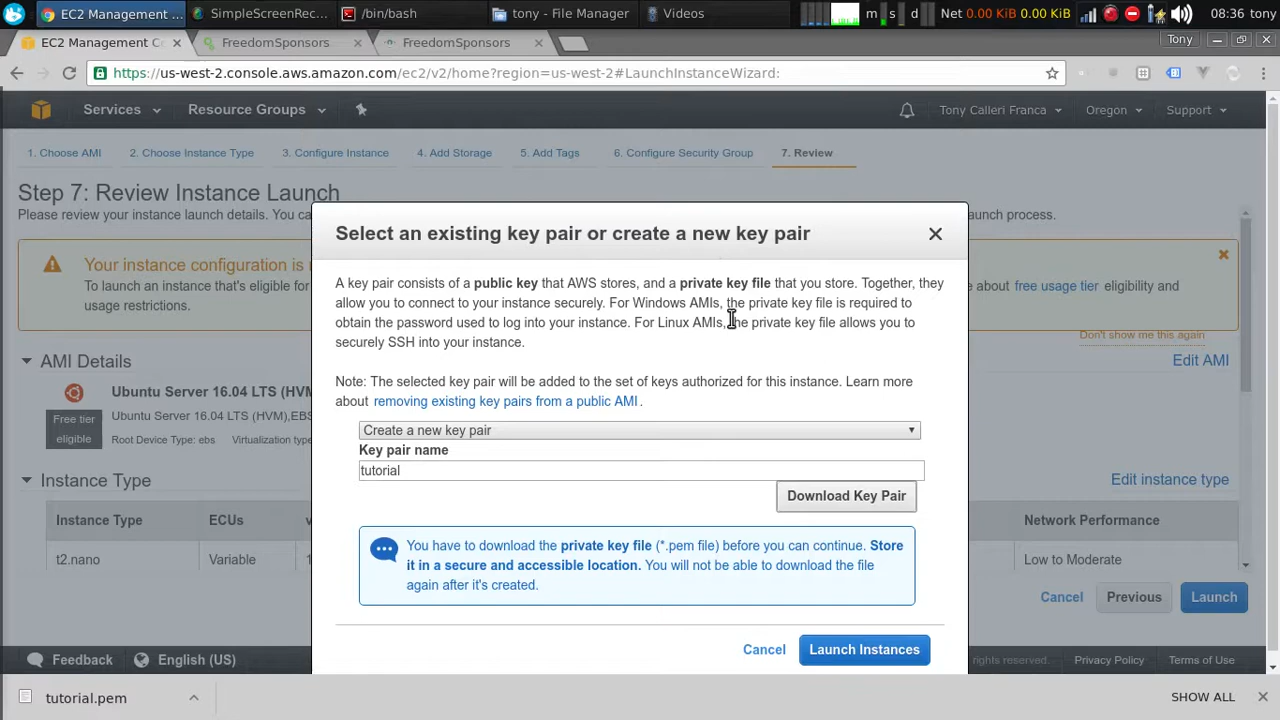 EC2 Management ...
SimpleScreenRec...
/bin/bash
tony - File Manager
Videos
m s d
Net 0.00 KiB 0.00 KiB
08:36 tony
EC2 Management C
FreedomSponsors
FreedomSponsors
Tony
https://us-west-2.console.aws.amazon.com/ec2/v2/home?region=us-west-2#LaunchInstanceWizard:
Services
Resource Groups
Tony Calleri Franca
Oregon
Support
1. Choose AMI
2. Choose Instance Type
3. Configure Instance
4. Add Storage
5. Add Tags
6. Configure Security Group
7. Review
Step 7: Review Instance Launch
Please review your instance launch details. You ca
aunch process.
Your instance configuration is
To launch an instance that's eligible for
about free usage tier eligibility and
usage restrictions.
Don't show me this again
AMI Details
Edit AMI
Ubuntu Server 16.04 LTS (HVM
Ubuntu Server 16.04 LTS (HVM),EBS
Free tier
eligible
Root Device Type: ebs Virtualization type
Instance Type
Edit instance type
Instance Type
ECUs
v
Network Performance
t2.nano
Variable
1
Low to Moderate
Cancel
Previous
Launch
Select an existing key pair or create a new key pair
A key pair consists of a public key that AWS stores, and a private key file that you store. Together, they
allow you to connect to your instance securely. For Windows AMIs, the private key file is required to
obtain the password used to log into your instance. For Linux AMIs, the private key file allows you to
securely SSH into your instance.
Note: The selected key pair will be added to the set of keys authorized for this instance. Learn more
about removing existing key pairs from a public AMI .
Create a new key pair
Key pair name
tutorial
Download Key Pair
You have to download the private key file (*.pem file) before you can continue. Store
it in a secure and accessible location. You will not be able to download the file
again after it's created.
Cancel
Launch Instances
Feedback
English (US)
rights reserved.
Privacy Policy
Terms of Use
tutorial.pem
SHOW ALL